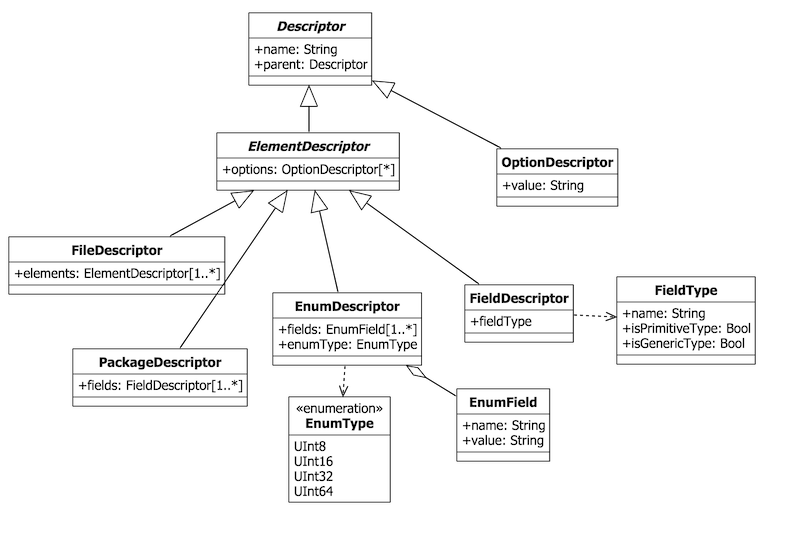 Descriptor
+name: String
+parent: Descriptor
ElementDescriptor
+options: OptionDescriptor[*]
OptionDescriptor
+value: String
FileDescriptor
+elements: ElementDescriptor[1..*]
EnumDescriptor
+fields: EnumField[1..*]
+enumType: EnumType
FieldDescriptor
+fieldType
FieldType
+name: String
+isPrimitiveType: Bool
+isGenericType: Bool
PackageDescriptor
+fields: FieldDescriptor[1..*]
«enumeration»
EnumType
UInt8
UInt16
UInt32
UInt64
EnumField
+name: String
+value: String